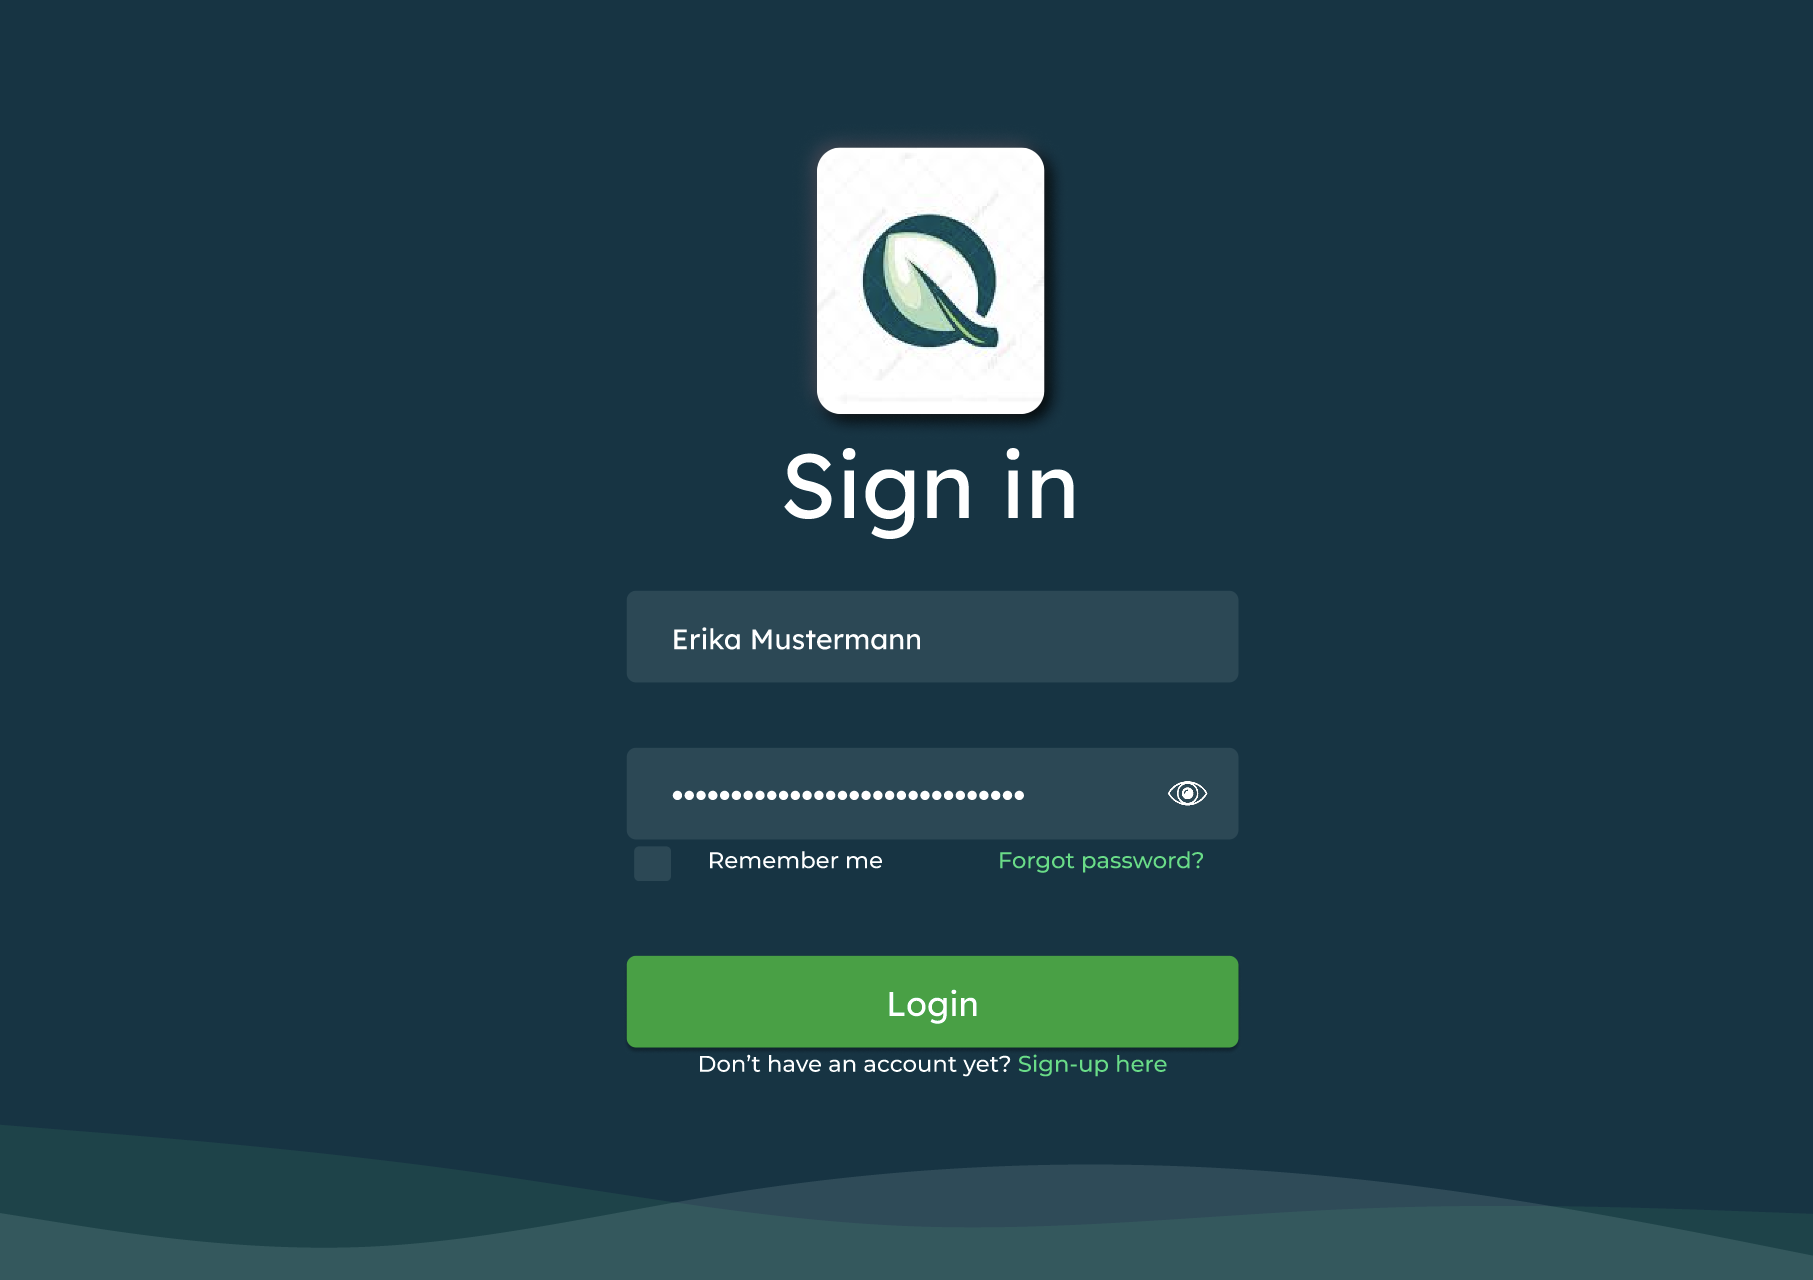 Sign in
Erika Mustermann
••••••••••••••••••••••••••••••
Remember me
Forgot password?
Login
Don’t have an account yet? Sign-up here